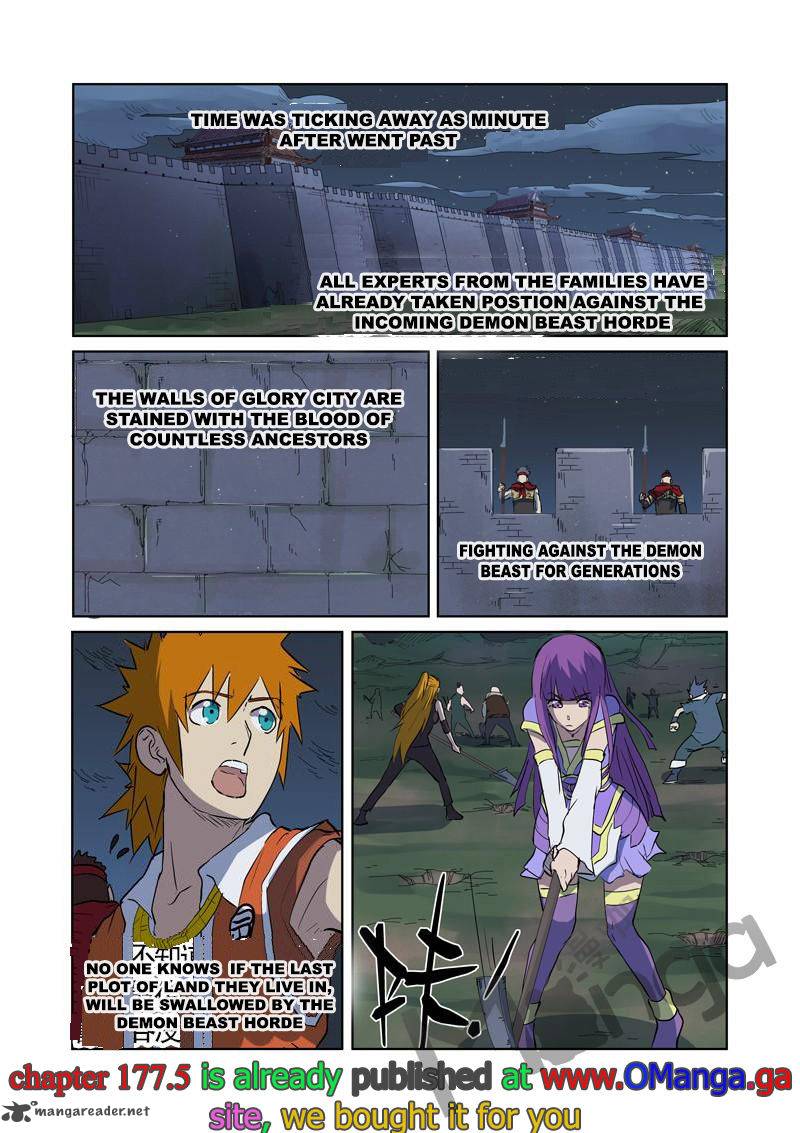 TIME WAS TICKING AWAY AS MINUTE
AFTER WENT PAST
ALL EXPERTS FROM THE FAMILIES HAVE
ALREADY TAKEN POSTION AGAINST THE
INCOMING DEMON BEAST HORDE
THE WALLS OF GLORY CITY ARE
STAINED WITH THE BLOOD OF
COUNTLESS ANCESTORS
FIGHTING AGAINST THE DEMON
BEAST FOR GENERATIONS
不知道
NO ONE KNOWS IF THE LAST
PLOT OF LAND THEY LIVE IN,
WILL BE SWALLOWED BY THE
DEMON BEAST HORDE
Manga
chapter 177.5 is already published at www.OManga.ga
site, we bought it for you
mangareader.net